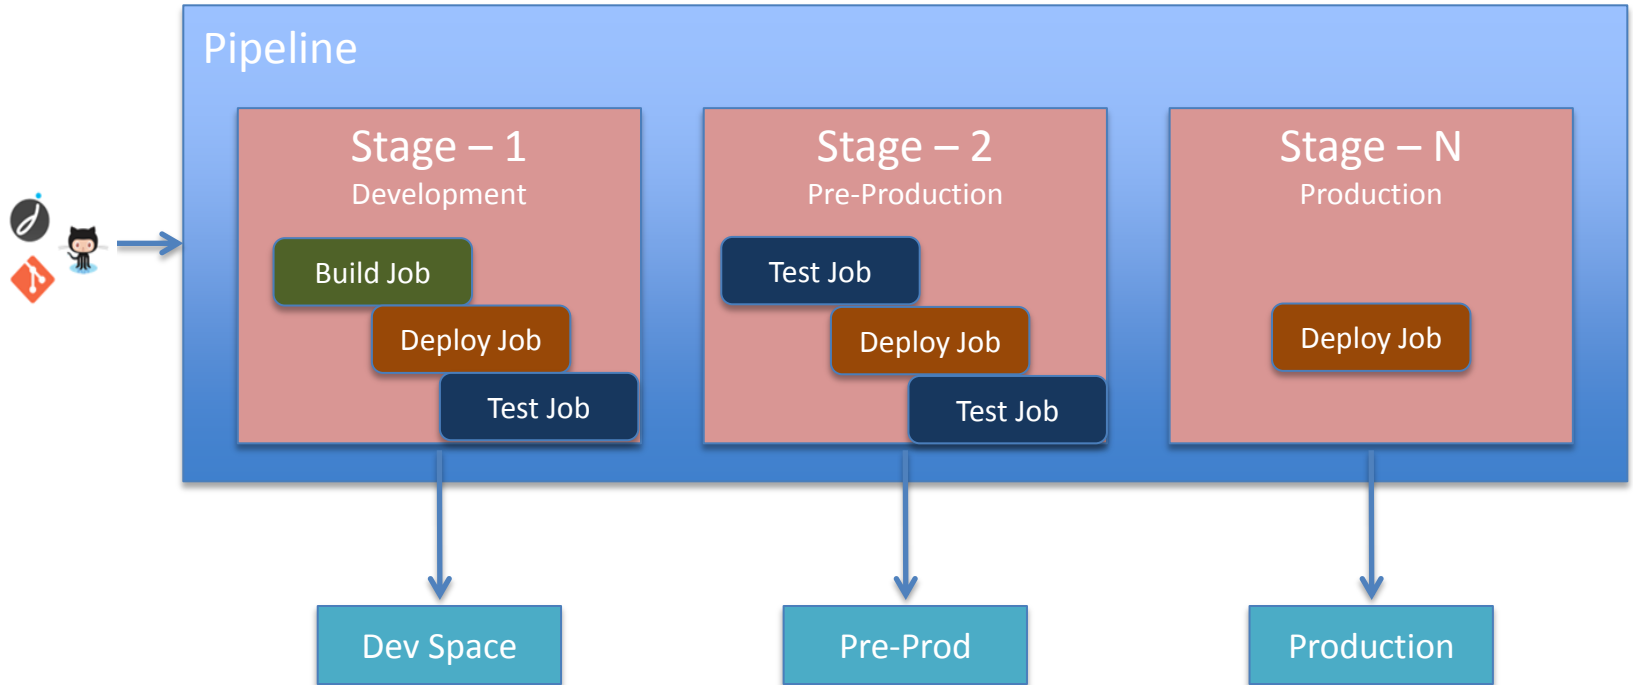 Pipeline
Stage – 1
Development
Build Job
Deploy Job
Test Job
Stage – 2
Pre-Production
Test Job
Deploy Job
Test Job
Stage – N
Production
Deploy Job
Dev Space
Pre-Prod
Production